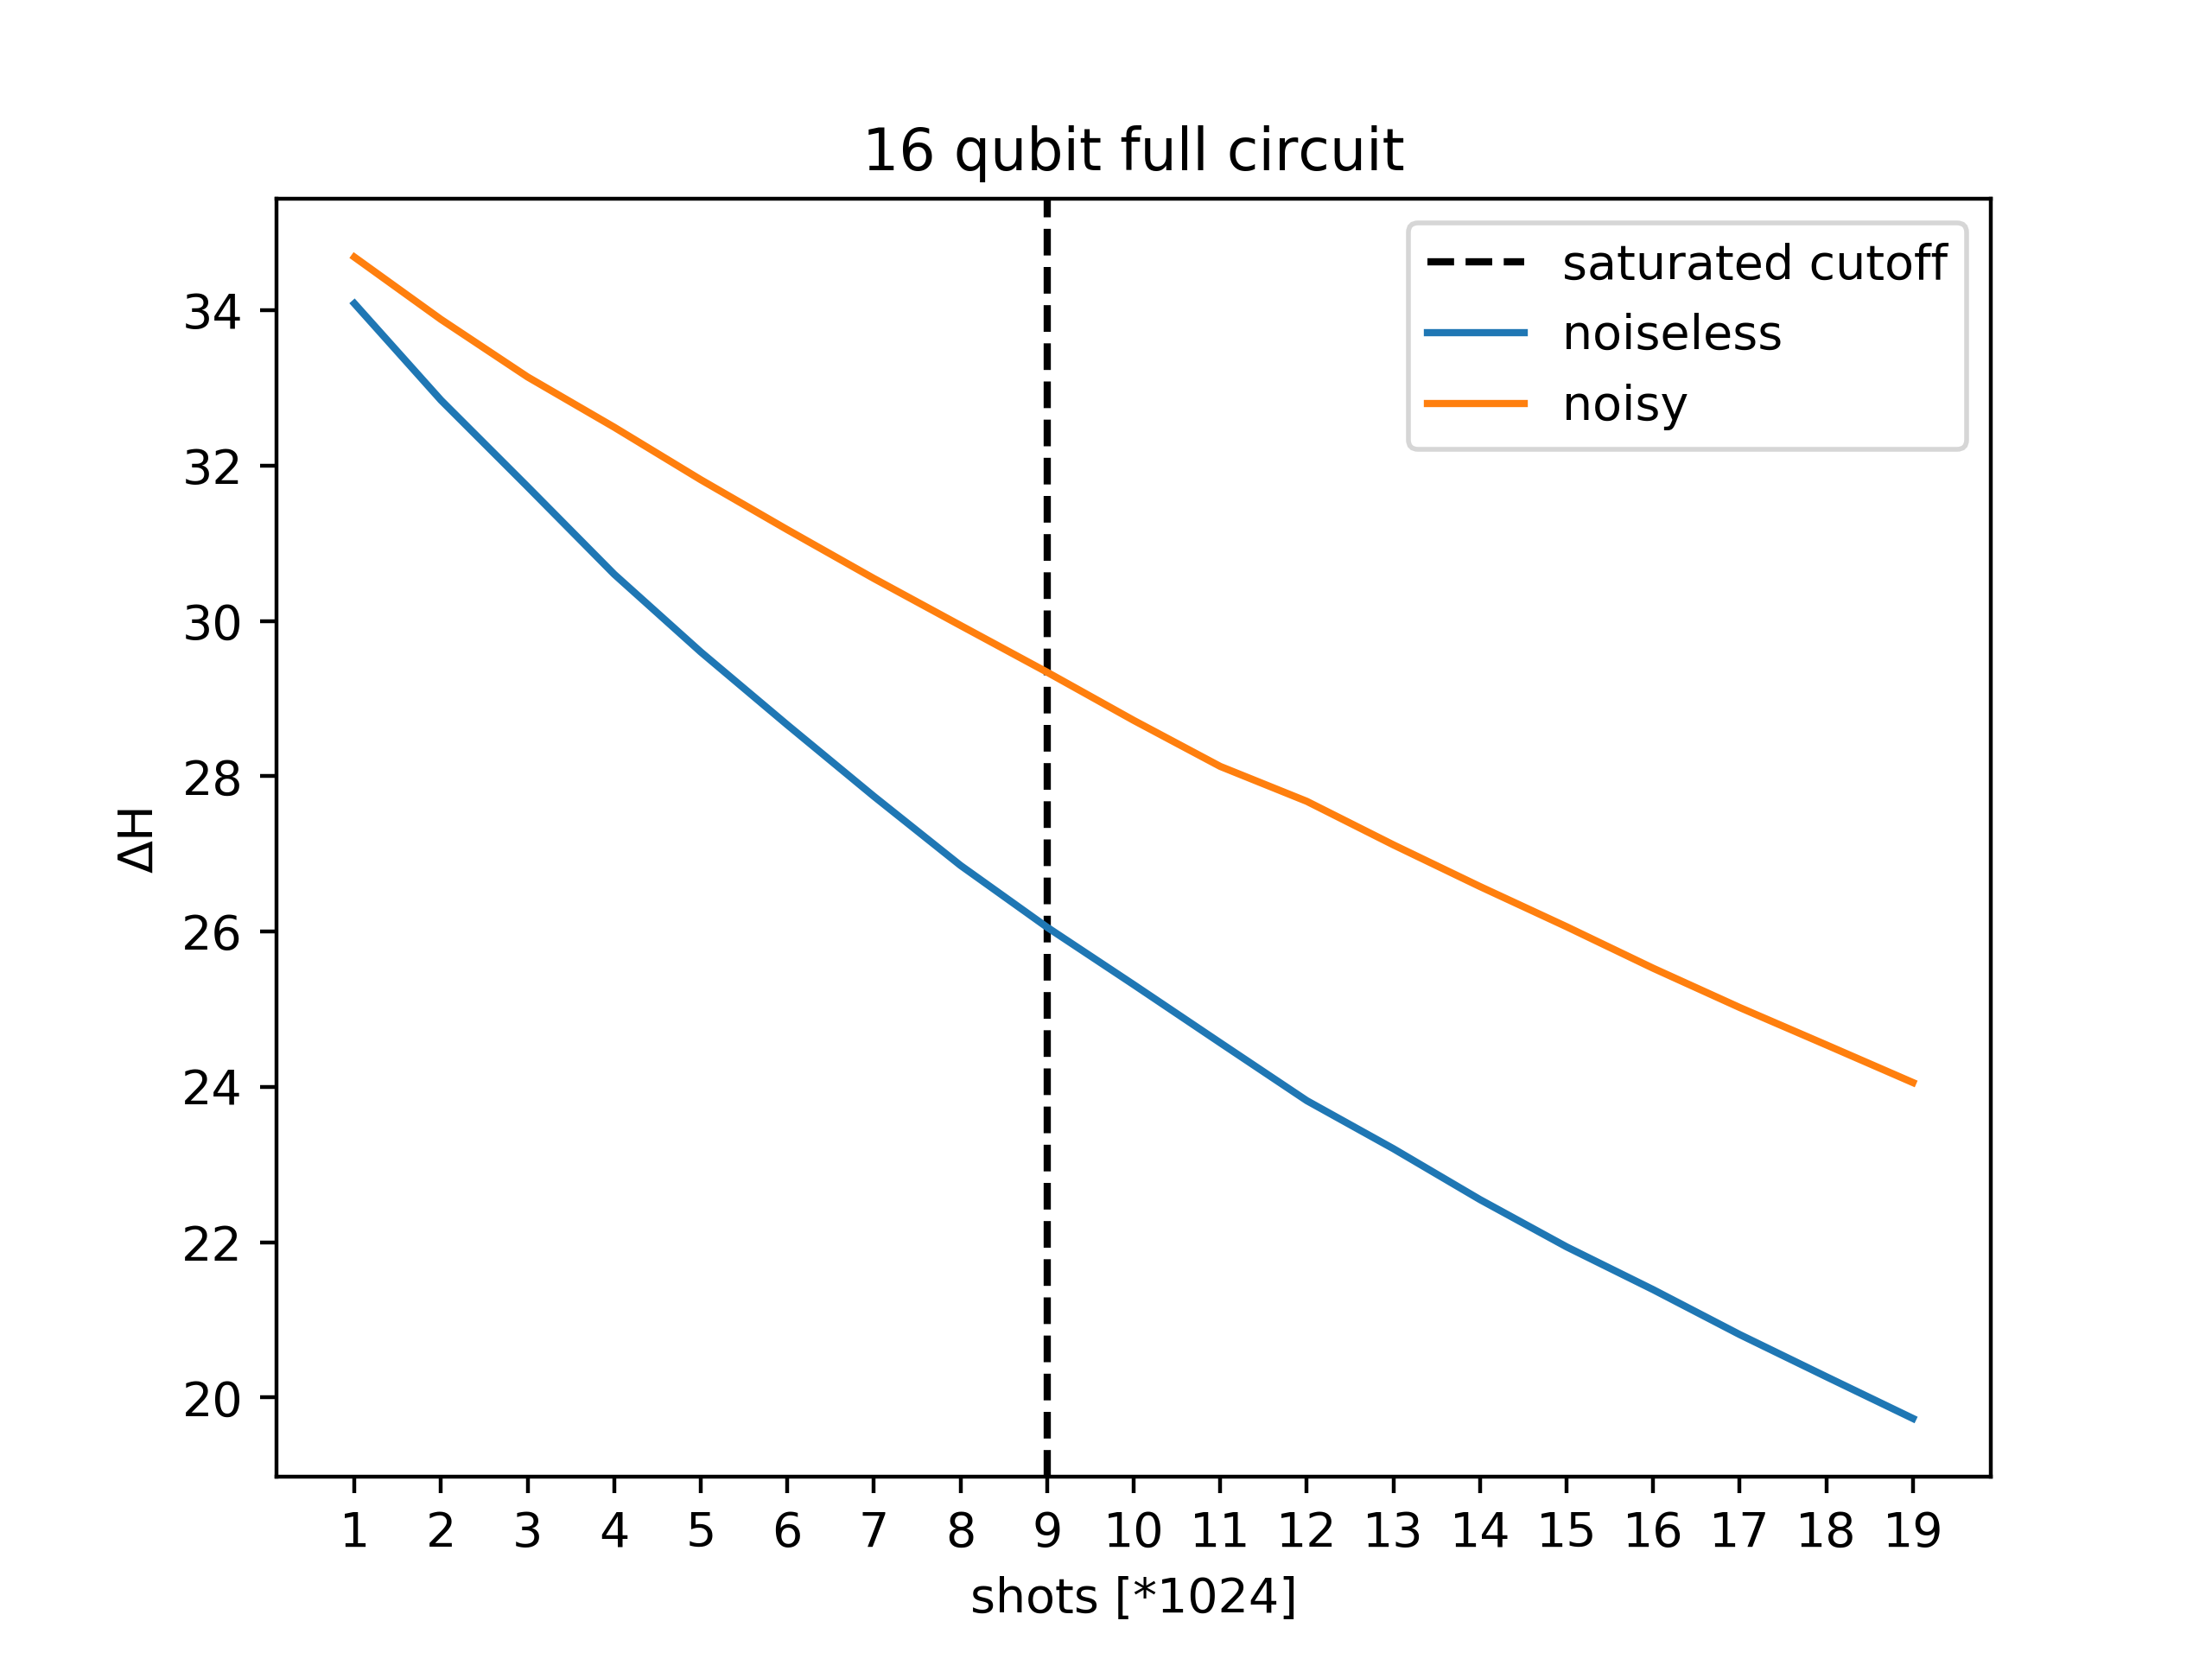 16 qubit full circuit
saturated cutoff
noiseless
noisy
34
32
30
28
26
24
22
20
ΔH
1 2 3 4 5 6 7 8 9 10 11 12 13 14 15 16 17 18 19
shots [*1024]